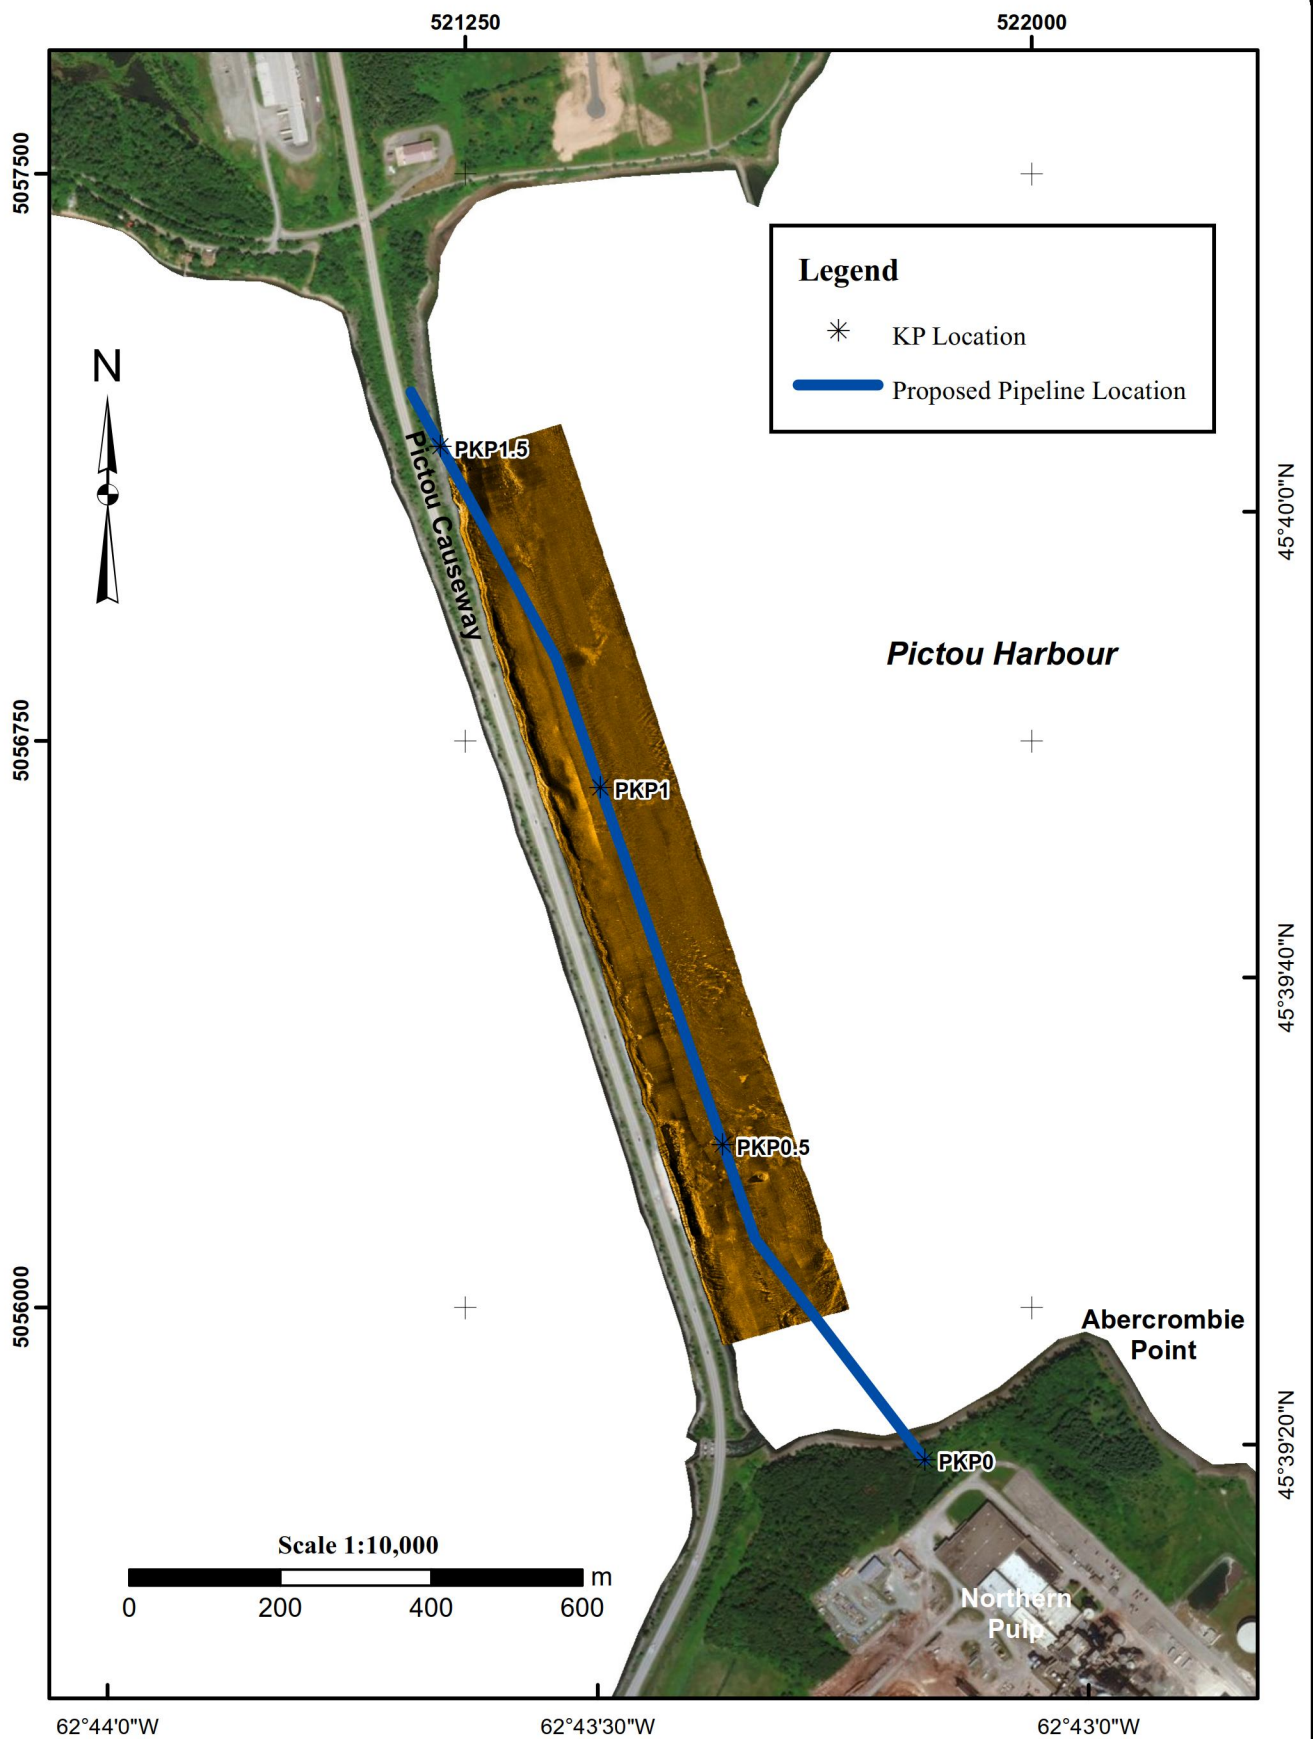 521250
522000
5057500
Legend
KP Location
Proposed Pipeline Location
N
PKP1.5
Pictou Causeway
45°40'0"N
Pictou Harbour
5056750
PKP1
45°39'40"N
PKP0.5
5056000
Abercrombie
Point
45°39'20"N
PKP0
Scale 1:10,000
m
0 200 400 600
Northern
Pulp
62°44'0"W
62°43'30"W
62°43'0"W